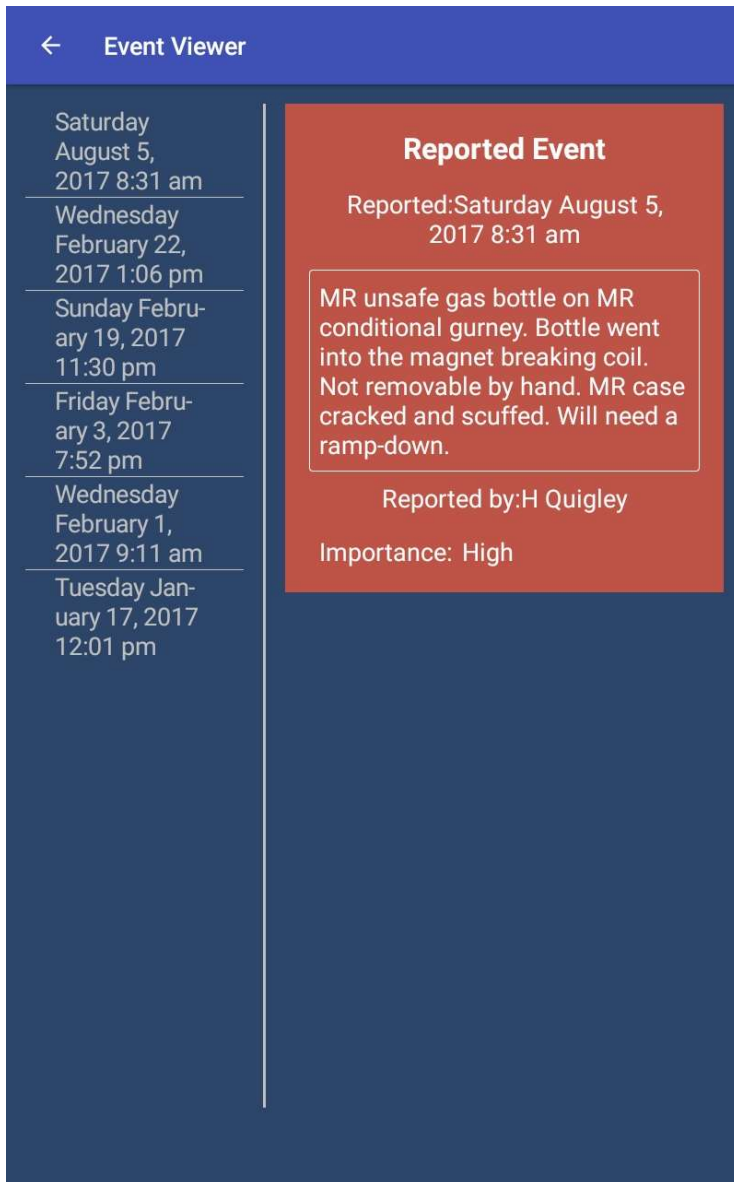 Event Viewer
Saturday
August 5,
2017 8:31 am
Wednesday
February 22,
2017 1:06 pm
Sunday Febru-
ary 19, 2017
11:30 pm
Friday Febru-
ary 3, 2017
7:52 pm
Wednesday
February 1,
2017 9:11 am
Tuesday Jan-
uary 17, 2017
12:01 pm
Reported Event
Reported:Saturday August 5,
2017 8:31 am
MR unsafe gas bottle on MR
conditional gurney. Bottle went
into the magnet breaking coil.
Not removable by hand. MR case
cracked and scuffed. Will need a
ramp-down.
Reported by:H Quigley
Importance: High